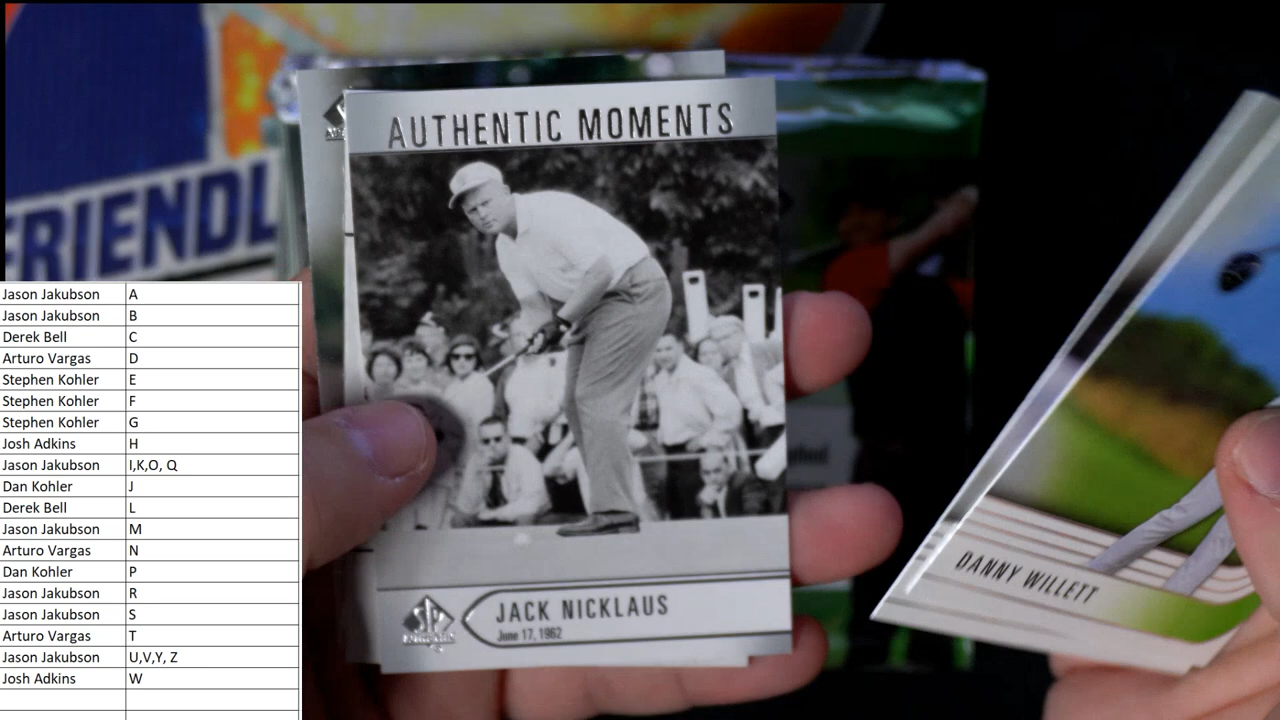 FRIENDL
AUTHENTIC MOMENTS
JACK NICKLAUS
June 17, 1962
SP
AUTHENTIC
DANNY WILLETT
Jason Jakubson A
Jason Jakubson B
Derek Bell C
Arturo Vargas D
Stephen Kohler E
Stephen Kohler F
Stephen Kohler G
Josh Adkins H
Jason Jakubson I,K,O, Q
Dan Kohler J
Derek Bell L
Jason Jakubson M
Arturo Vargas N
Dan Kohler P
Jason Jakubson R
Jason Jakubson S
Arturo Vargas T
Jason Jakubson U,V,Y, Z
Josh Adkins W